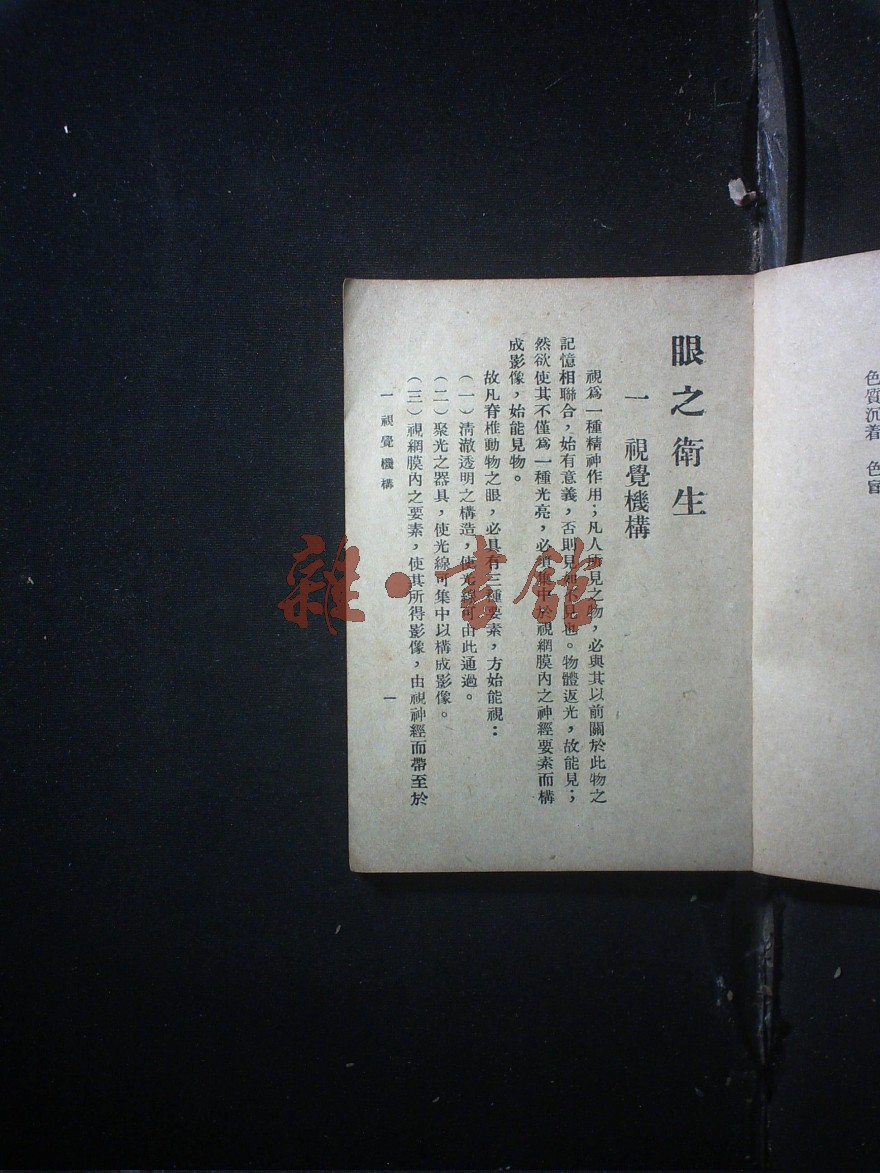 色質沉着　色盲
眼之衛生
一　視覺機構
視爲一種精神作用；凡人所見之物，必與其以前關於此物之
記憶相聯合，始有意義，否則見猶不見也。物體返光，故能見；
然欲使其不僅爲一種光亮，必須集中於視網膜內之神經要素而構
成影像，始能見物。
故凡脊椎動物之眼，必具有三種要素，方始能視：
（一）清澈透明之構造，使光線可由此通過。
（二）聚光之器具，使光線可集中以構成影像。
（三）視網膜內之要素，使其所得影像，由視神經而帶至於
一　視覺機構
一
雜·書館